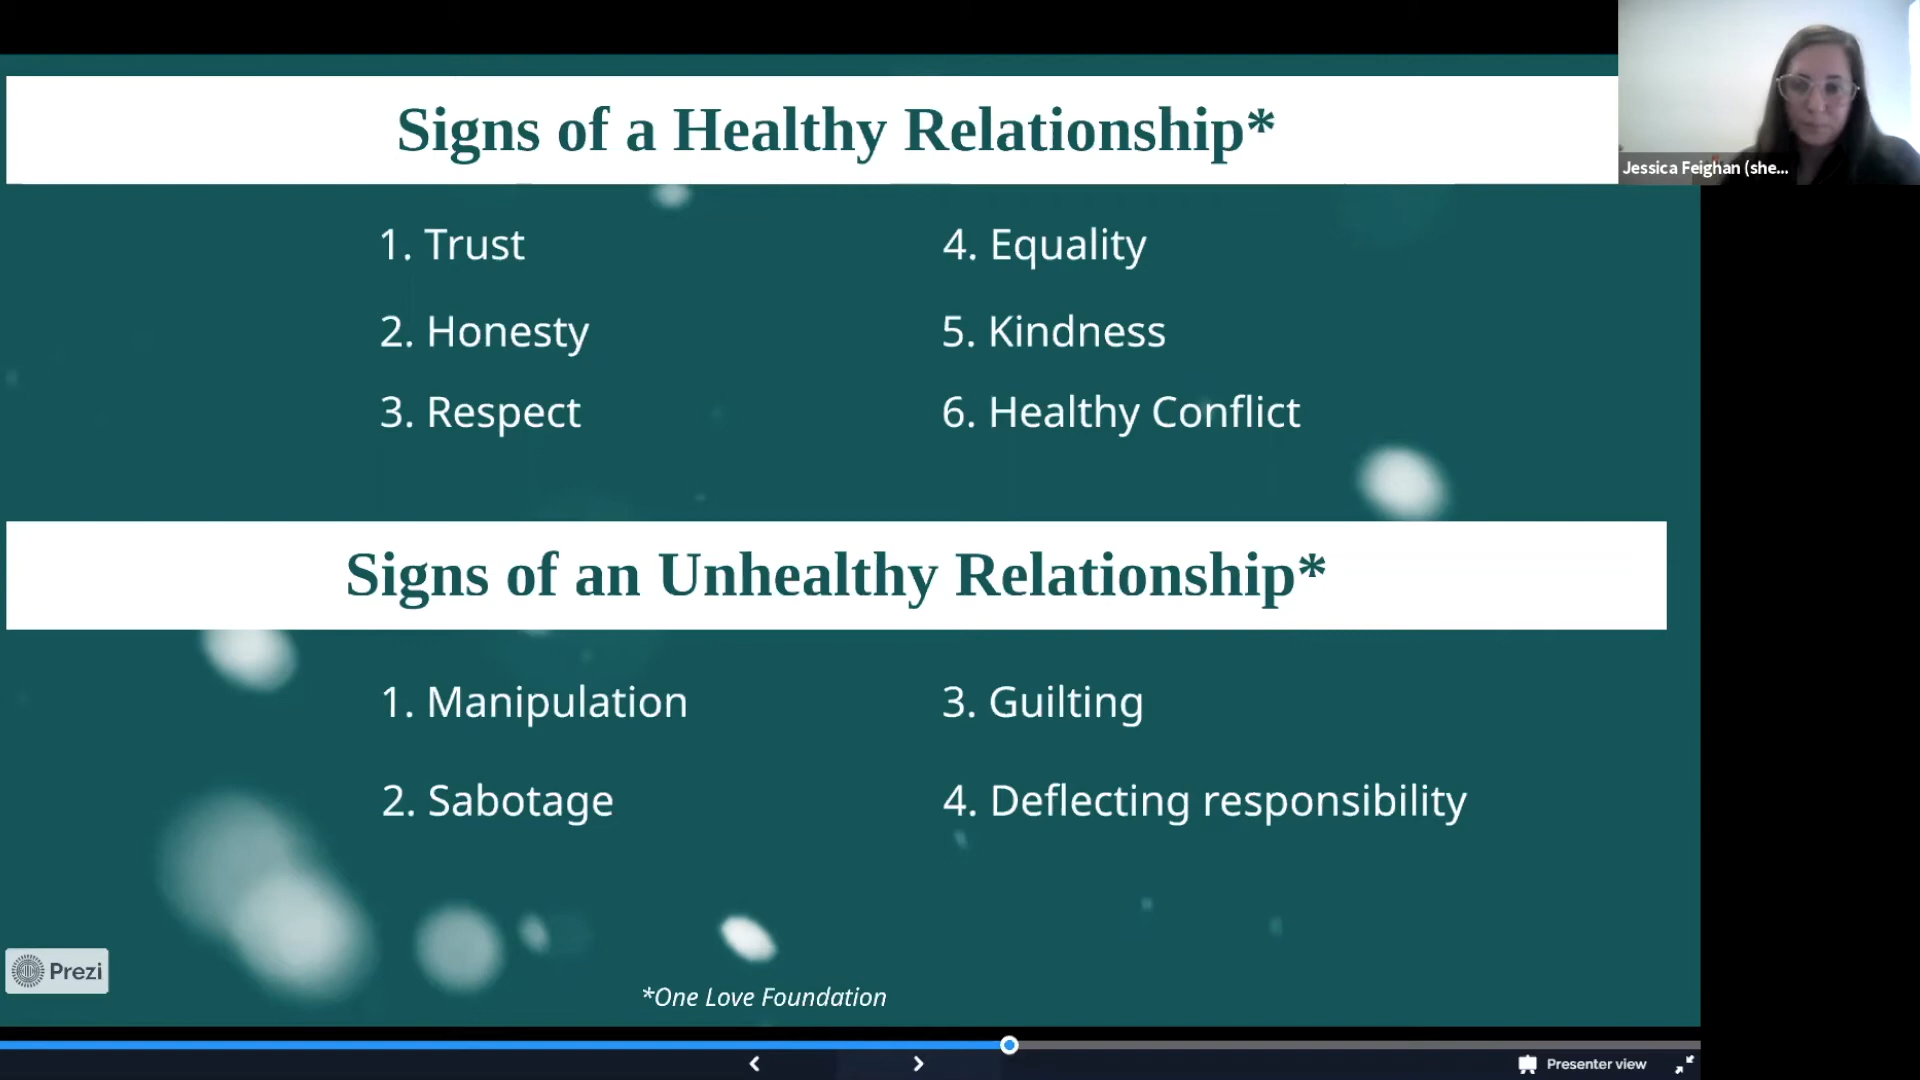 Signs of a Healthy Relationship*
Jessica Feighan (she...
1. Trust
2. Honesty
3. Respect
4. Equality
5. Kindness
6. Healthy Conflict
Signs of an Unhealthy Relationship*
1. Manipulation
2. Sabotage
3. Guilting
4. Deflecting responsibility
Prezi
*One Love Foundation
Presenter view